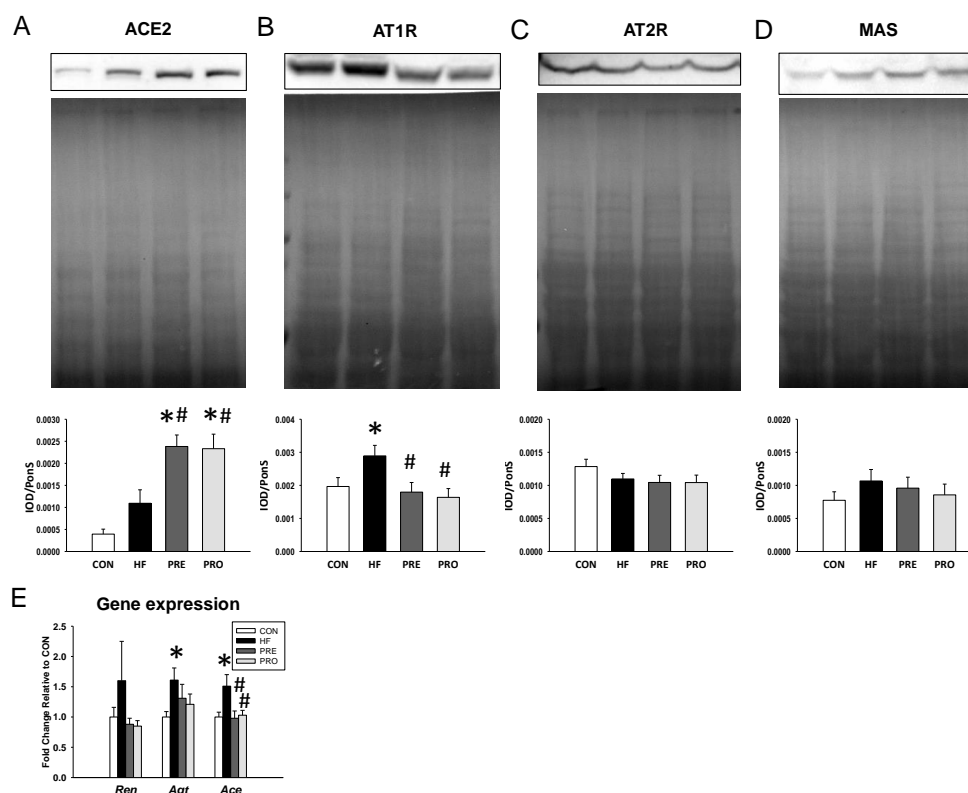 A
ACE2
B
AT1R
C
AT2R
D
MAS
IOD/PonS
0.0030
0.0025
0.0020
0.0015
0.0010
0.0005
0.0000
*#
*#
CON HF PRE PRO
IOD/PonS
0.004
0.003
0.002
0.001
0.000
*
#
#
CON HF PRE PRO
IOD/PonS
0.0020
0.0015
0.0010
0.0005
0.0000
CON HF PRE PRO
IOD/PonS
0.0020
0.0015
0.0010
0.0005
0.0000
CON HF PRE PRO
E
Gene expression
Fold Change Relative to CON
2.5
2.0
1.5
1.0
0.5
0.0
CON
HF
PRE
PRO
*
*
#
#
Ren Agt Ace